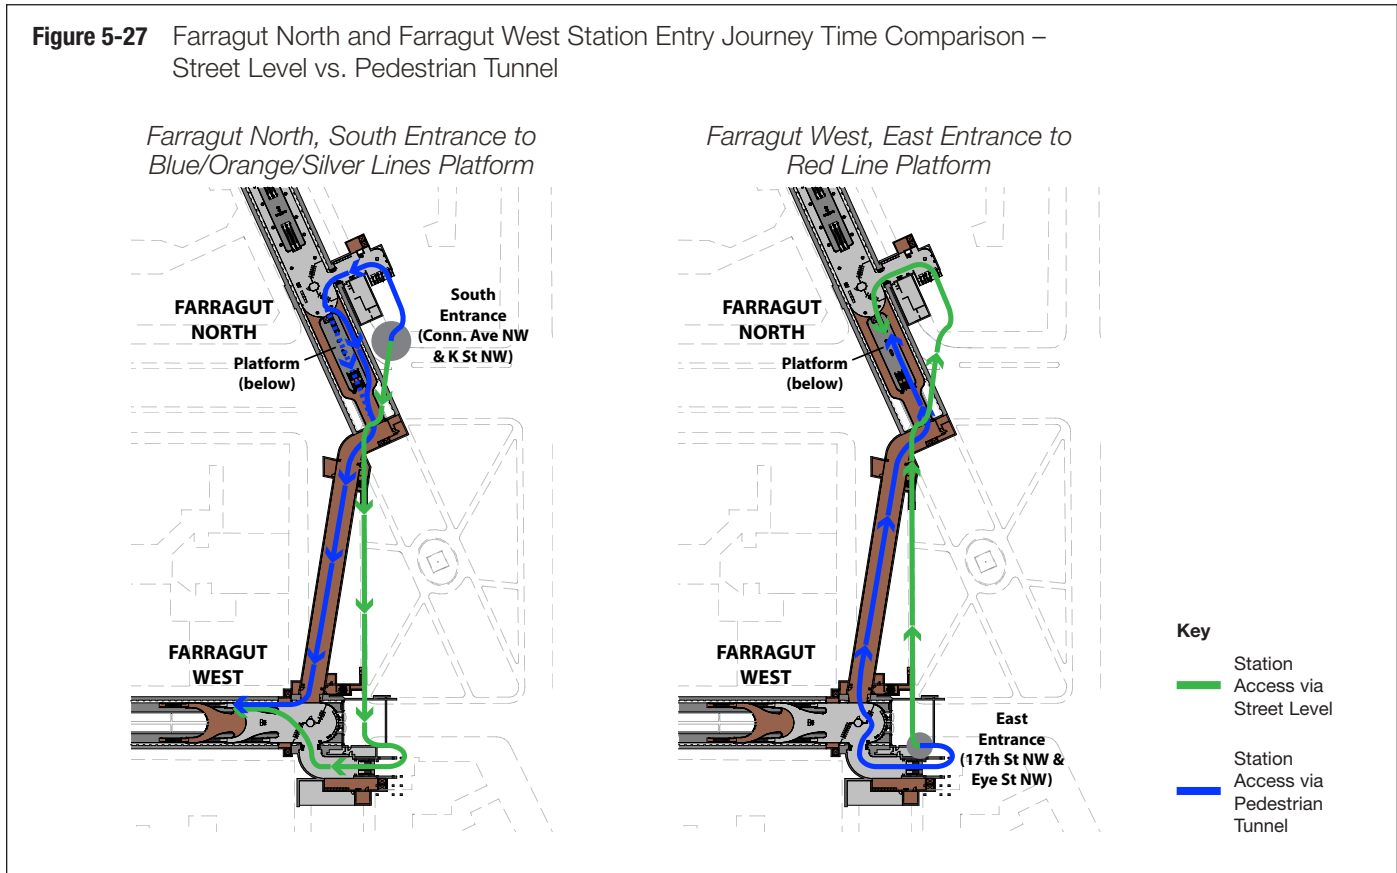 Figure 5-27 Farragut North and Farragut West Station Entry Journey Time Comparison –
Street Level vs. Pedestrian Tunnel
Farragut North, South Entrance to
Blue/Orange/Silver Lines Platform
FARRAGUT
NORTH
Platform
(below)
South
Entrance
(Conn. Ave NW
& K St NW)
FARRAGUT
WEST
Farragut West, East Entrance to
Red Line Platform
FARRAGUT
NORTH
Platform
(below)
FARRAGUT
WEST
East
Entrance
(17th St NW &
Eye St NW)
Key
Station
Access via
Street Level
Station
Access via
Pedestrian
Tunnel